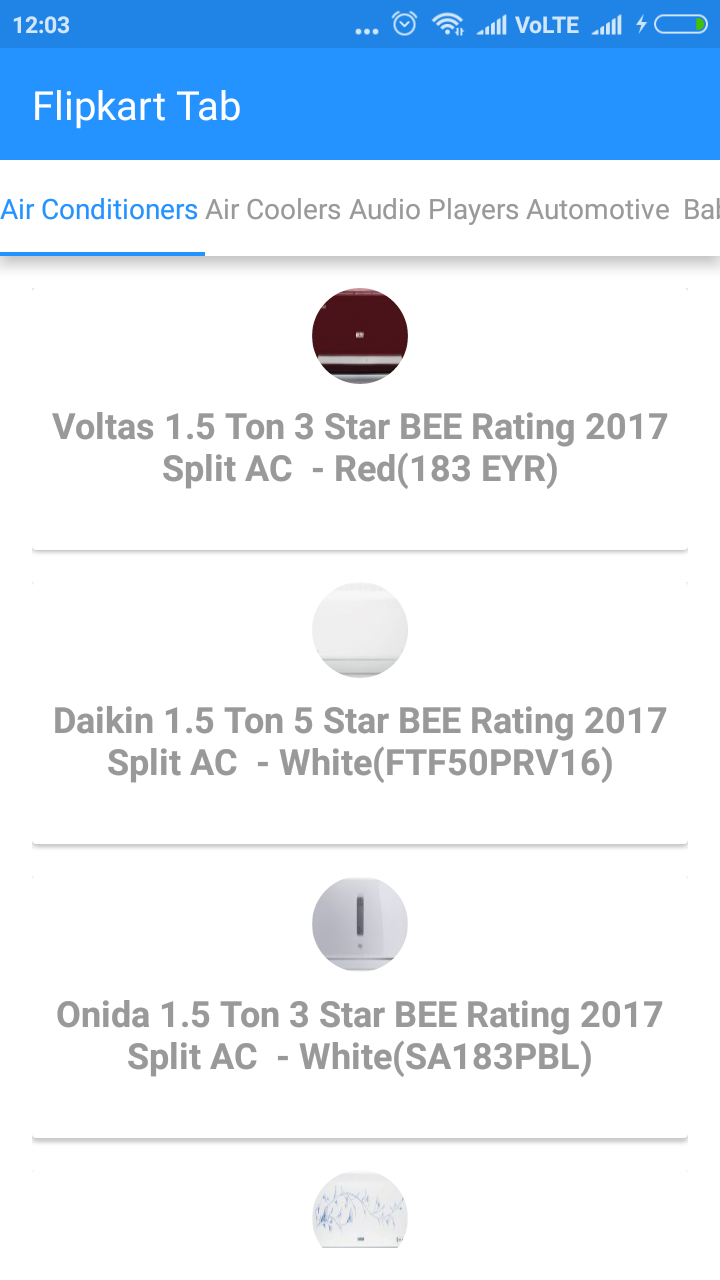 12:03
VoLTE
Flipkart Tab
Air Conditioners Air Coolers Audio Players Automotive
Voltas 1.5 Ton 3 Star BEE Rating 2017
Split AC - Red(183 EYR)
Daikin 1.5 Ton 5 Star BEE Rating 2017
Split AC - White(FTF50PRV16)
Onida 1.5 Ton 3 Star BEE Rating 2017
Split AC - White(SA183PBL)